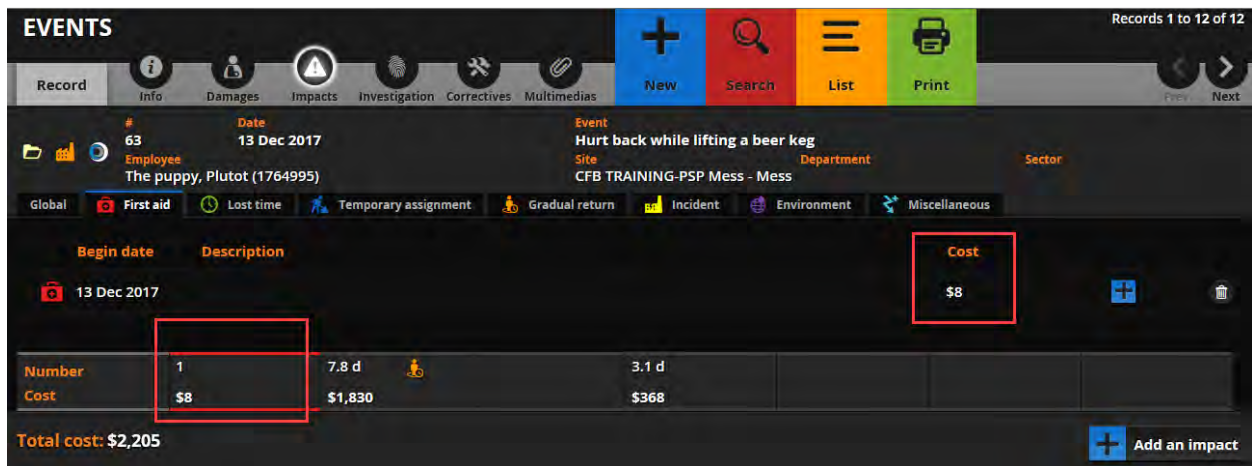 EVENTS
Records 1 to 12 of 12
Record
Info
Damages
Impacts
Investigation
Correctives
Multimedias
New
Search
List
Print
Prev
Next
# Date Event
63 13 Dec 2017 Hurt back while lifting a beer keg
Employee Site Department Sector
The puppy, Plutot (1764995) CFB TRAINING-PSP Mess - Mess
Global First aid Lost time Temporary assignment Gradual return Incident Environment Miscellaneous
Begin date Description Cost
13 Dec 2017 $8
Number 1 7.8 d 3.1 d
Cost $8 $1,830 $368
Total cost: $2,205
Add an impact